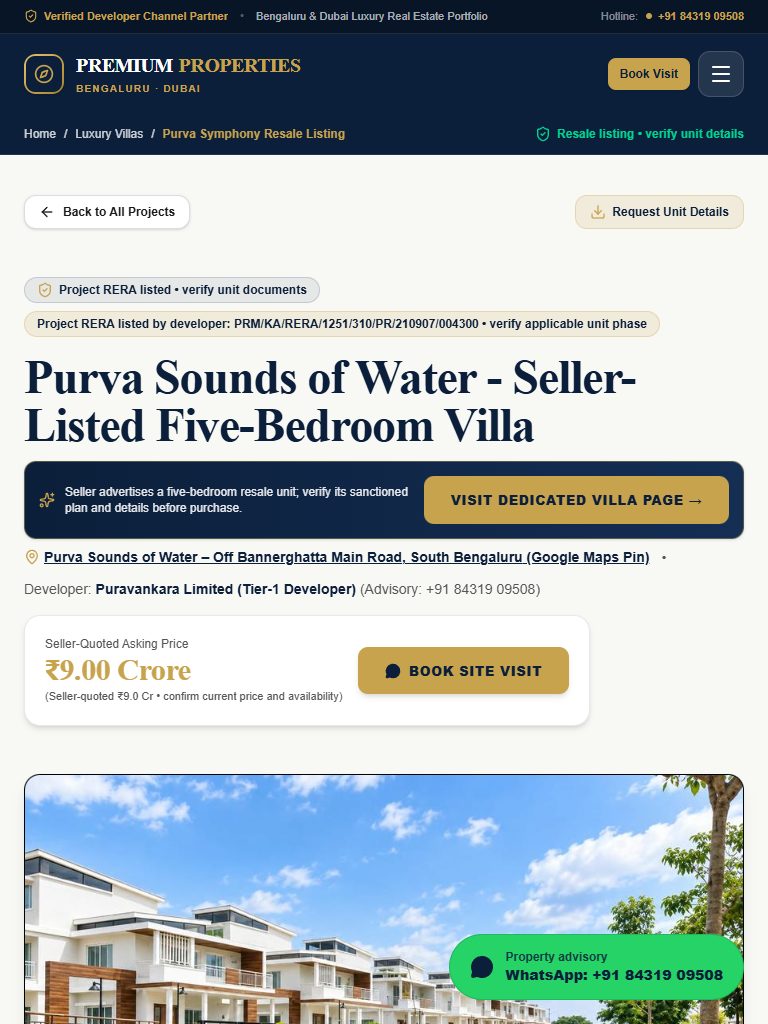 Verified Developer Channel Partner • Bengaluru & Dubai Luxury Real Estate Portfolio Hotline: +91 84319 09508
PREMIUM PROPERTIES
BENGALURU · DUBAI
Book Visit
Home / Luxury Villas / Purva Symphony Resale Listing
Resale listing • verify unit details
Back to All Projects
Request Unit Details
Project RERA listed • verify unit documents
Project RERA listed by developer: PRM/KA/RERA/1251/310/PR/210907/004300 • verify applicable unit phase
Purva Sounds of Water - Seller-
Listed Five-Bedroom Villa
Seller advertises a five-bedroom resale unit; verify its sanctioned
plan and details before purchase.
VISIT DEDICATED VILLA PAGE →
Purva Sounds of Water – Off Bannerghatta Main Road, South Bengaluru (Google Maps Pin) •
Developer: Puravankara Limited (Tier-1 Developer) (Advisory: +91 84319 09508)
Seller-Quoted Asking Price
₹9.00 Crore
(Seller-quoted ₹9.0 Cr • confirm current price and availability)
BOOK SITE VISIT
Property advisory
WhatsApp: +91 84319 09508